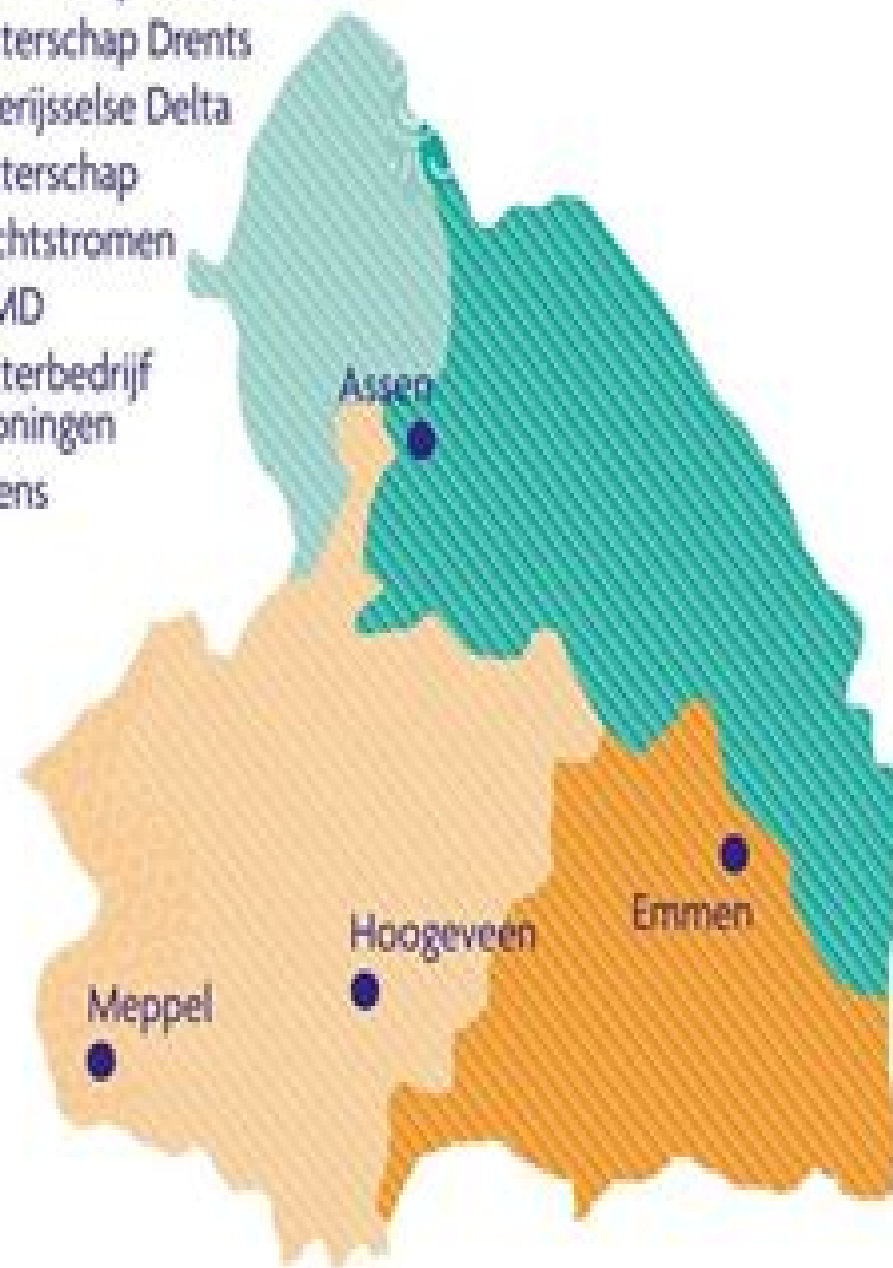 terschap Drents
erijsselse Delta
terschap
chtstromen
MD
terbedrijf
oningen
ens
Assen
Emmen
Hoogeveen
Meppel